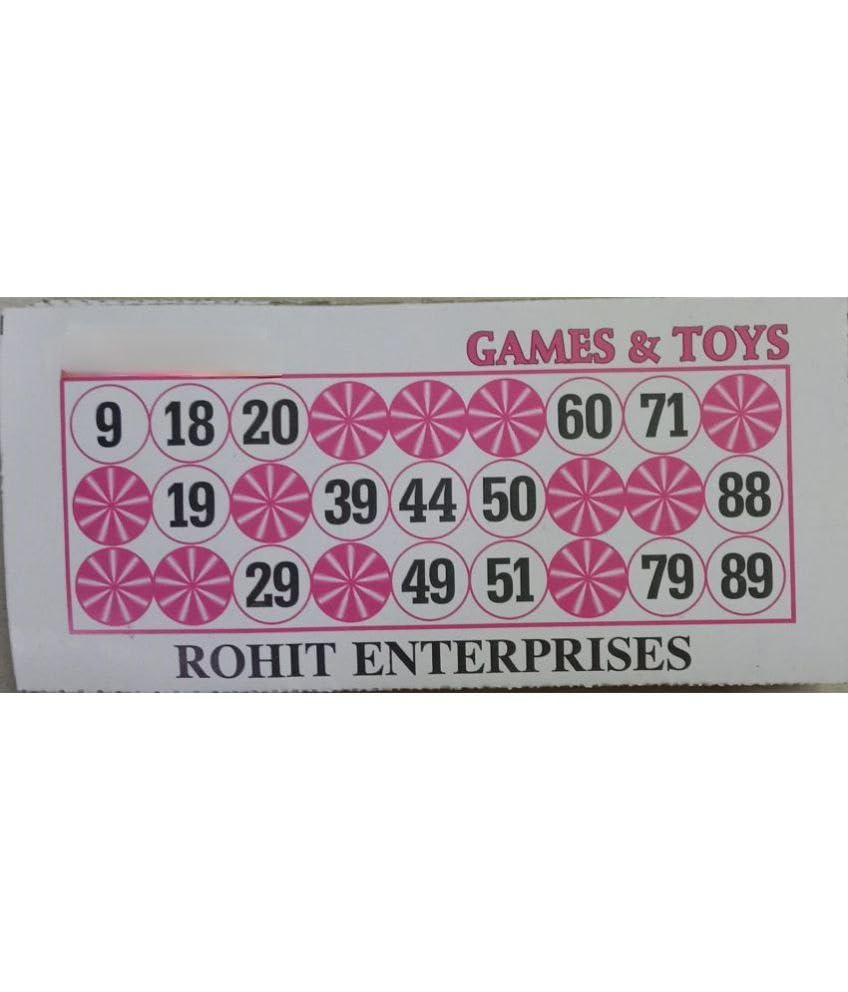 GAMES & TOYS
9 18 20 60 71
19 39 44 50 88
29 49 51 79 89
ROHIT ENTERPRISES